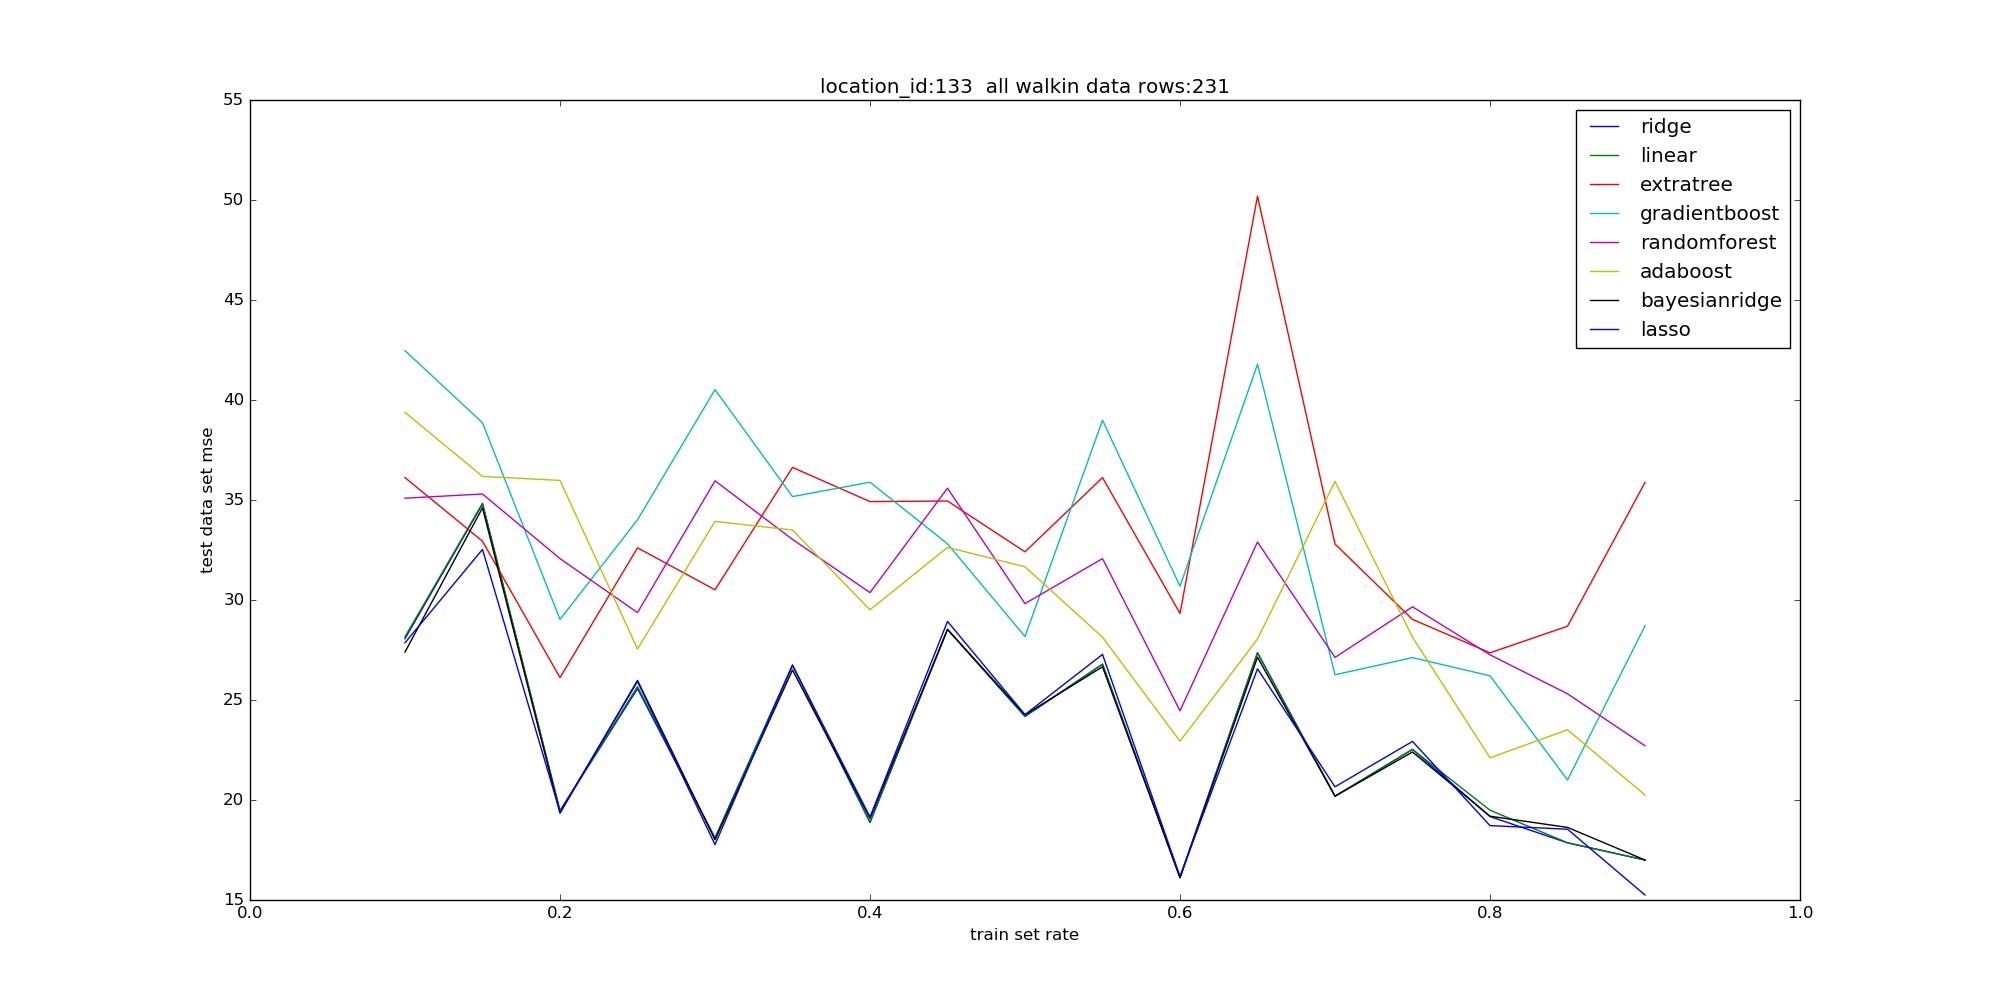 location_id:133  all walkin data rows:231
55
50
45
40
35
30
25
20
15
test data set mse
0.0
0.2
0.4
0.6
0.8
1.0
train set rate
ridge
linear
extratree
gradientboost
randomforest
adaboost
bayesianridge
lasso